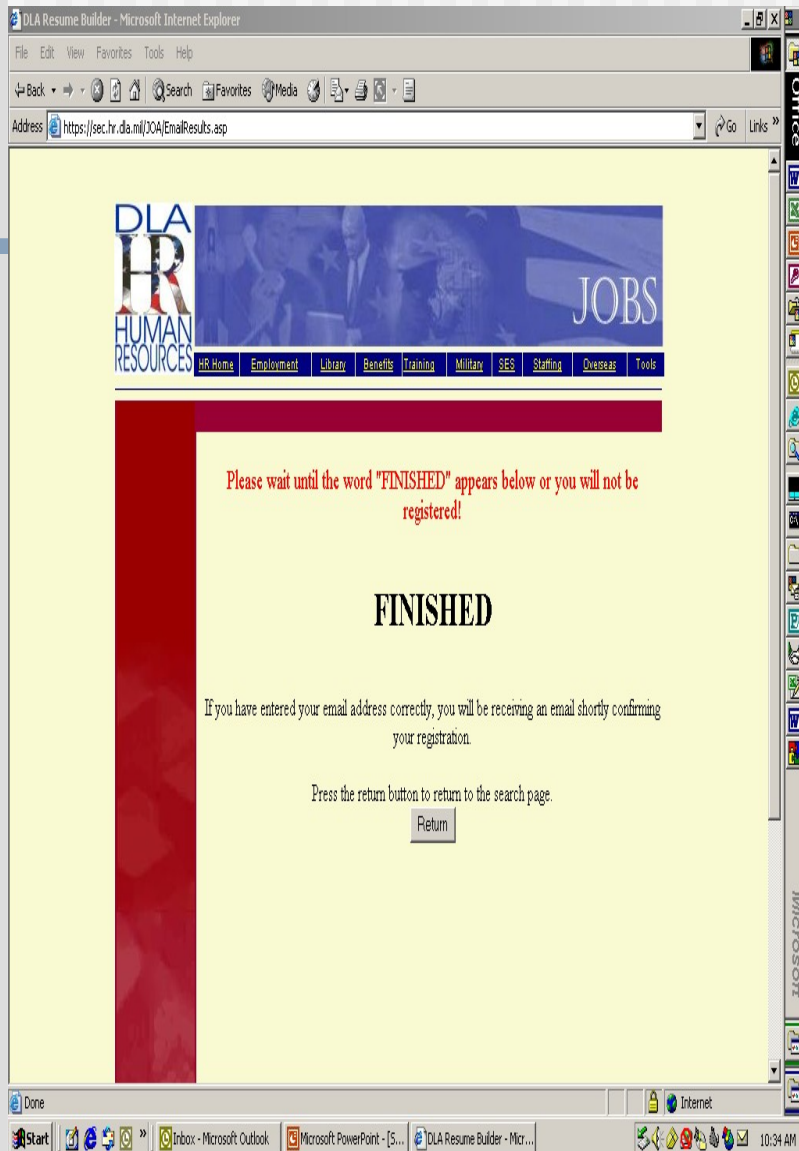 DLA Resume Builder - Microsoft Internet Explorer
File Edit View Favorites Tools Help
Back Search Favorites Media
Address https://sec.hr.dla.mil/JOA/EmailResults.asp Go Links »
Office
DLA
HR
HUMAN
RESOURCES
JOBS
HR Home Employment Library Benefits Training Military SES Staffing Overseas Tools
Please wait until the word "FINISHED" appears below or you will not be
registered!
FINISHED
If you have entered your email address correctly, you will be receiving an email shortly confirming
your registration.
Press the return button to return to the search page.
Return
Microsoft
Done Internet
Start » Inbox - Microsoft Outlook Microsoft PowerPoint - [S... DLA Resume Builder - Micr... 10:34 AM